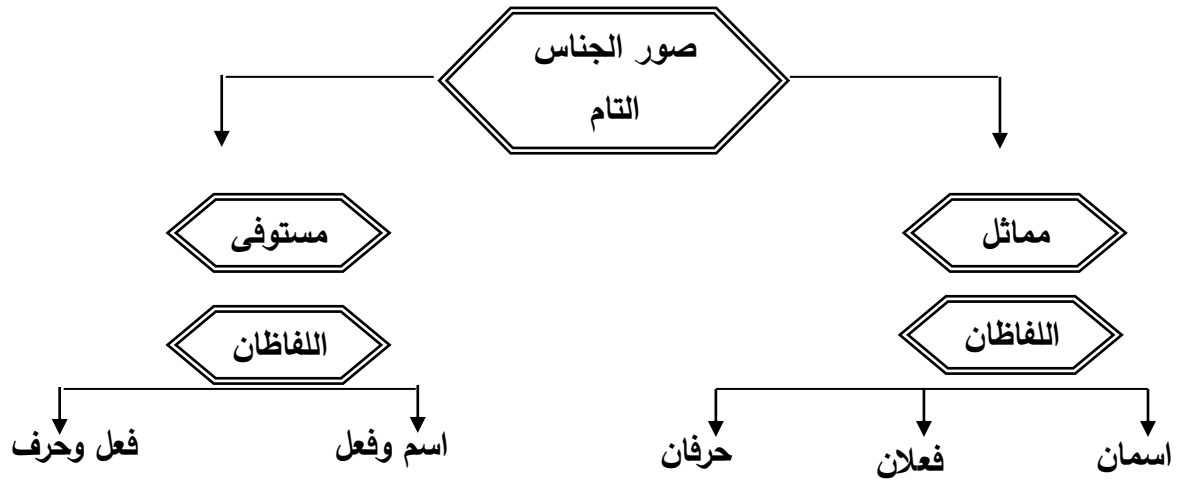 صور الجناس
التام
مماثل
مستوفى
اللفاظان
اللفاظان
اسمان
فعلان
حرفان
اسم وفعل
فعل وحرف